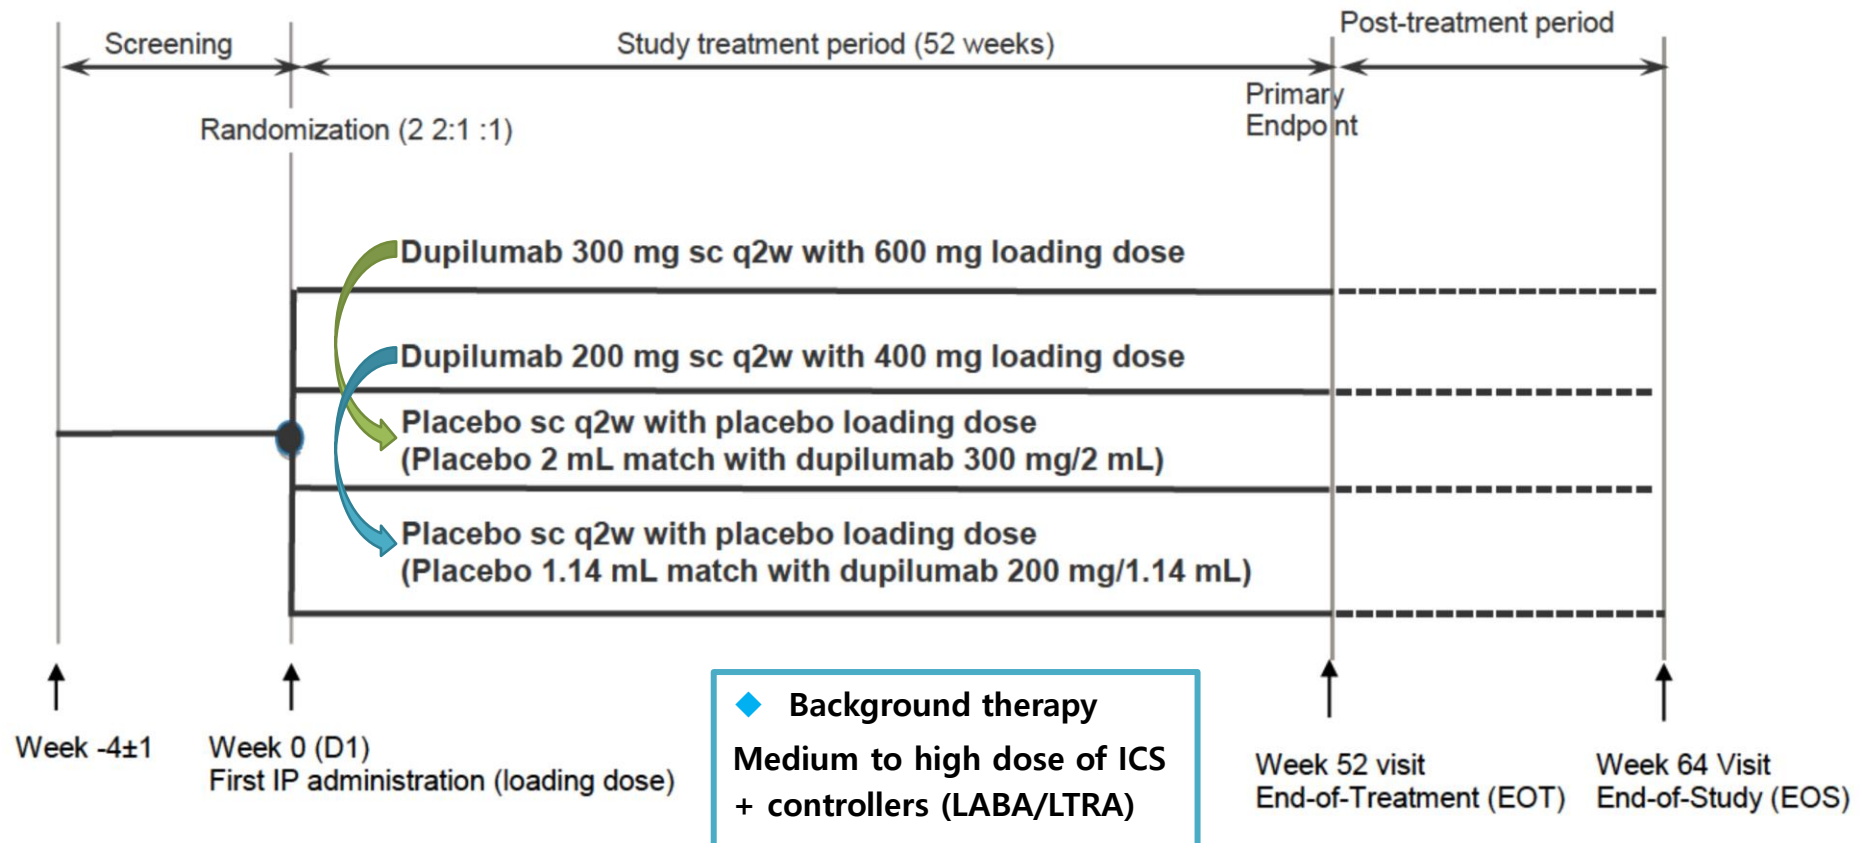 Screening
Study treatment period (52 weeks)
Post-treatment period
Primary
Endpoint
Randomization (2 2:1 :1)
Dupilumab 300 mg sc q2w with 600 mg loading dose
Dupilumab 200 mg sc q2w with 400 mg loading dose
Placebo sc q2w with placebo loading dose
(Placebo 2 mL match with dupilumab 300 mg/2 mL)
Placebo sc q2w with placebo loading dose
(Placebo 1.14 mL match with dupilumab 200 mg/1.14 mL)
Week -4±1
Week 0 (D1)
First IP administration (loading dose)
Background therapy
Medium to high dose of ICS
+ controllers (LABA/LTRA)
Week 52 visit
End-of-Treatment (EOT)
Week 64 Visit
End-of-Study (EOS)